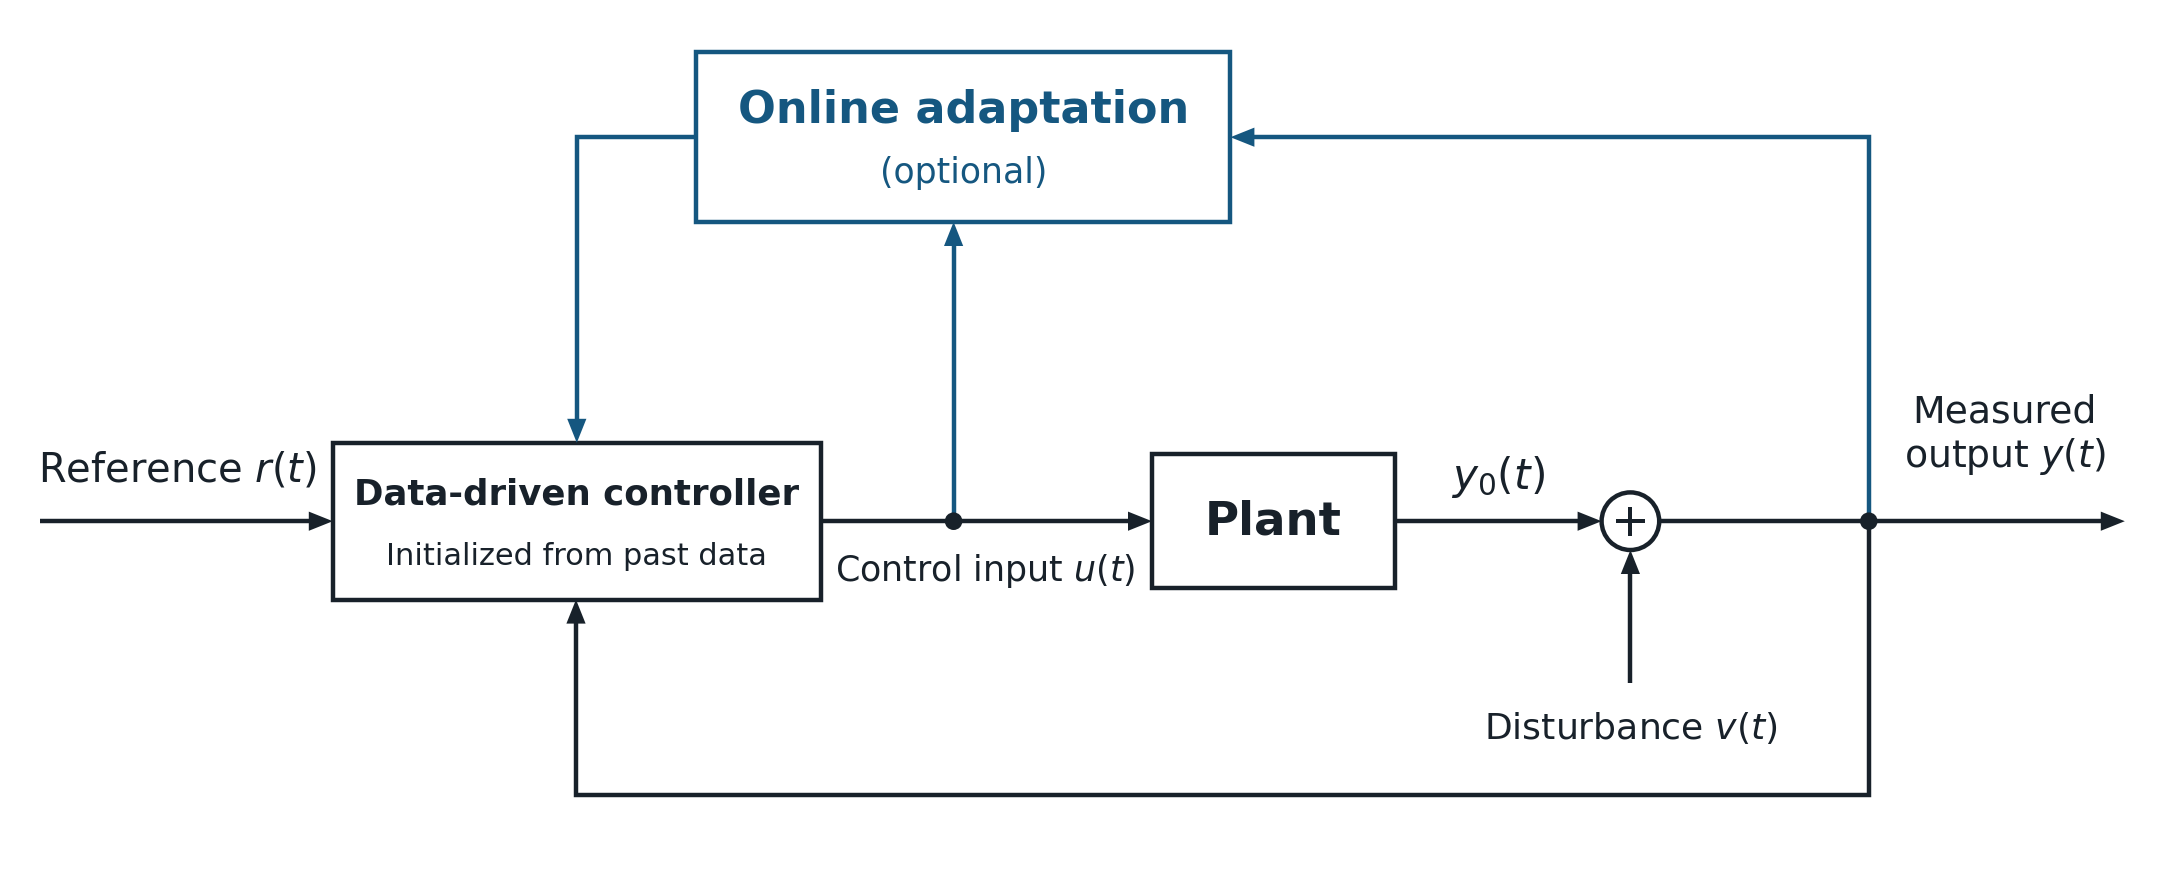 Online adaptation
(optional)
Measured
output y(t)
Reference r(t)
Data-driven controller
Initialized from past data
Control input u(t)
Plant
y₀(t)
+
Disturbance v(t)